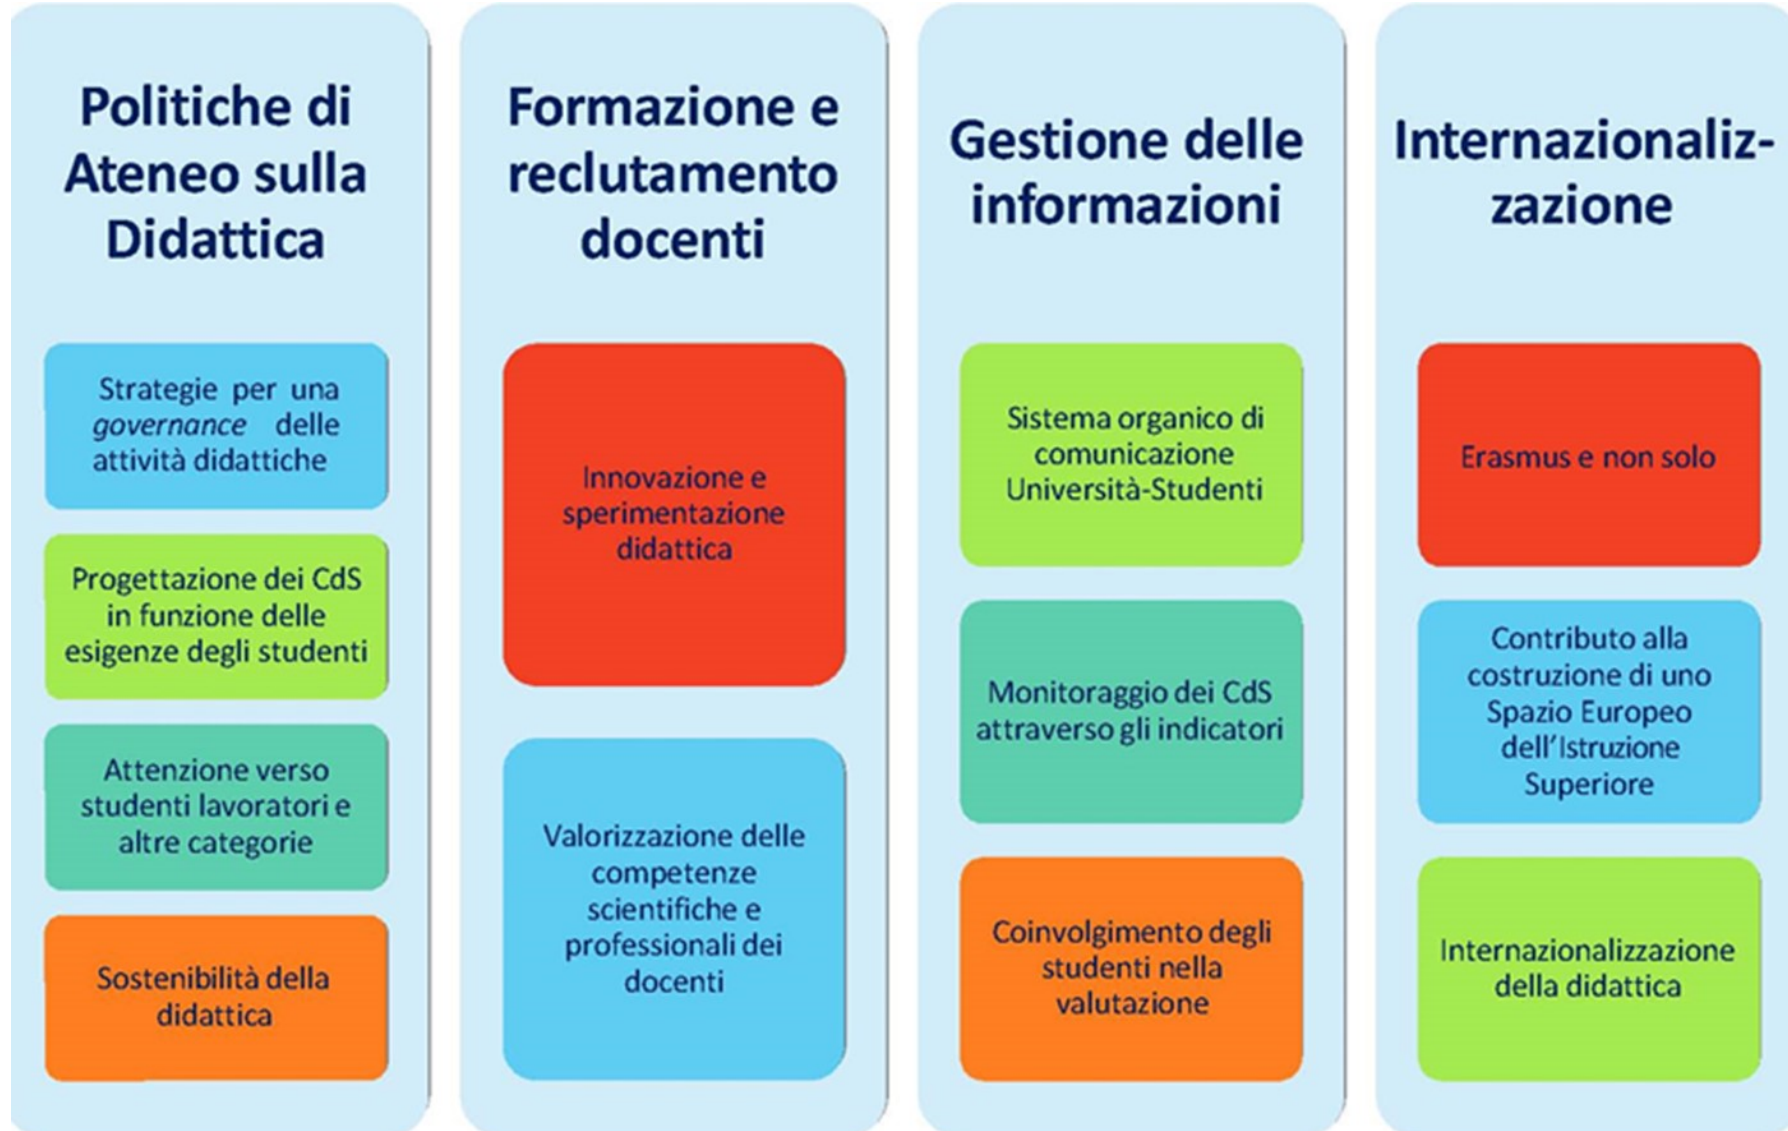 Politiche di
Ateneo sulla
Didattica
Strategie per una
governance delle
attività didattiche
Progettazione dei CdS
in funzione delle
esigenze degli studenti
Attenzione verso
studenti lavoratori e
altre categorie
Sostenibilità della
didattica
Formazione e
reclutamento
docenti
Innovazione e
sperimentazione
didattica
Valorizzazione delle
competenze
scientifiche e
professionali dei
docenti
Gestione delle
informazioni
Sistema organico di
comunicazione
Università-Studenti
Monitoraggio dei CdS
attraverso gli indicatori
Coinvolgimento degli
studenti nella
valutazione
Internazionaliz-
zazione
Erasmus e non solo
Contributo alla
costruzione di uno
Spazio Europeo
dell'Istruzione
Superiore
Internazionalizzazione
della didattica